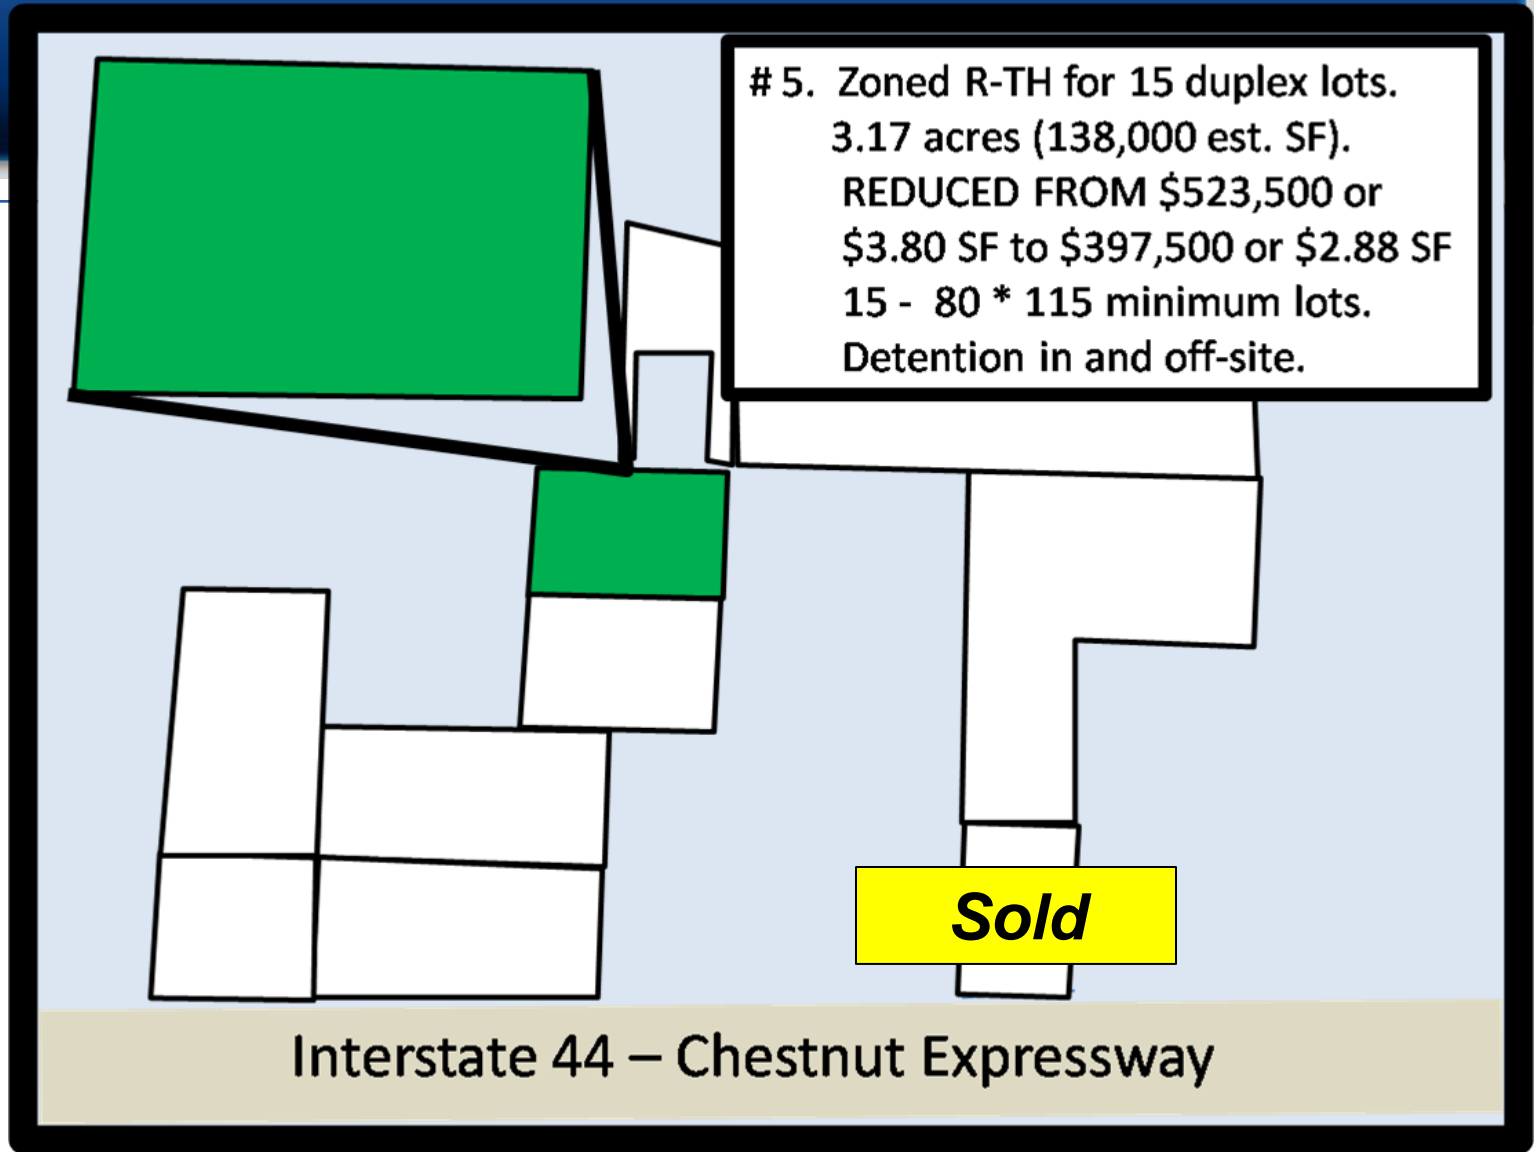 # 5. Zoned R-TH for 15 duplex lots.
3.17 acres (138,000 est. SF).
REDUCED FROM $523,500 or
$3.80 SF to $397,500 or $2.88 SF
15 - 80 * 115 minimum lots.
Detention in and off-site.
Sold
Interstate 44 – Chestnut Expressway